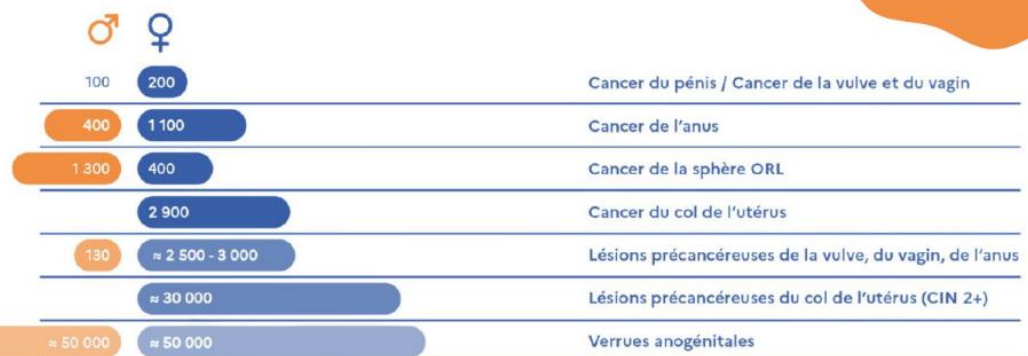 ♂ ♀
100 200 Cancer du pénis / Cancer de la vulve et du vagin
400 1 100 Cancer de l'anus
1 300 400 Cancer de la sphère ORL
2 900 Cancer du col de l'utérus
130 ≈ 2 500 - 3 000 Lésions précancéreuses de la vulve, du vagin, de l'anus
≈ 30 000 Lésions précancéreuses du col de l'utérus (CIN 2+)
≈ 50 000 ≈ 50 000 Verrues anogénitales